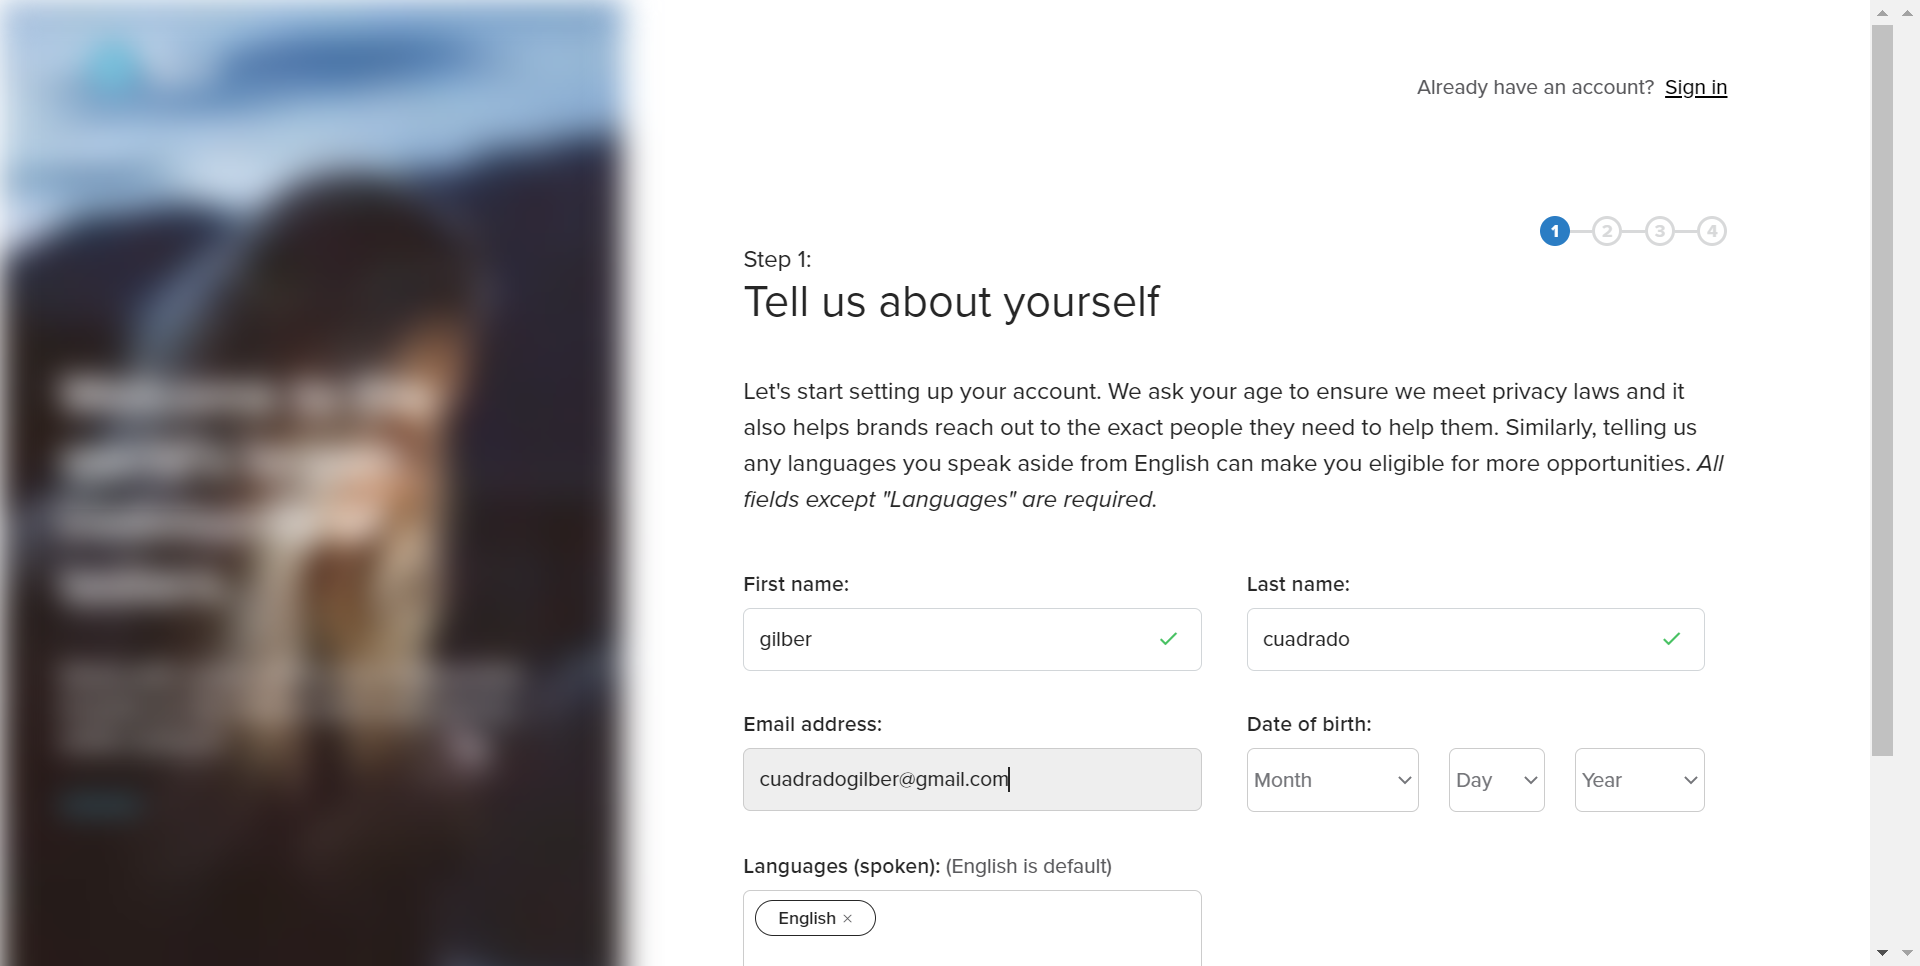 Already have an account? Sign in
1 2 3 4
Step 1:
Tell us about yourself
Let's start setting up your account. We ask your age to ensure we meet privacy laws and it
also helps brands reach out to the exact people they need to help them. Similarly, telling us
any languages you speak aside from English can make you eligible for more opportunities. All
fields except "Languages" are required.
First name:
Last name:
gilber
cuadrado
Email address:
Date of birth:
cuadradogilber@gmail.com
Month
Day
Year
Languages (spoken): (English is default)
English ×